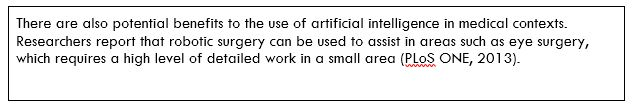 There are also potential benefits to the use of artificial intelligence in medical contexts.
Researchers report that robotic surgery can be used to assist in areas such as eye surgery,
which requires a high level of detailed work in a small area (PLoS ONE, 2013).